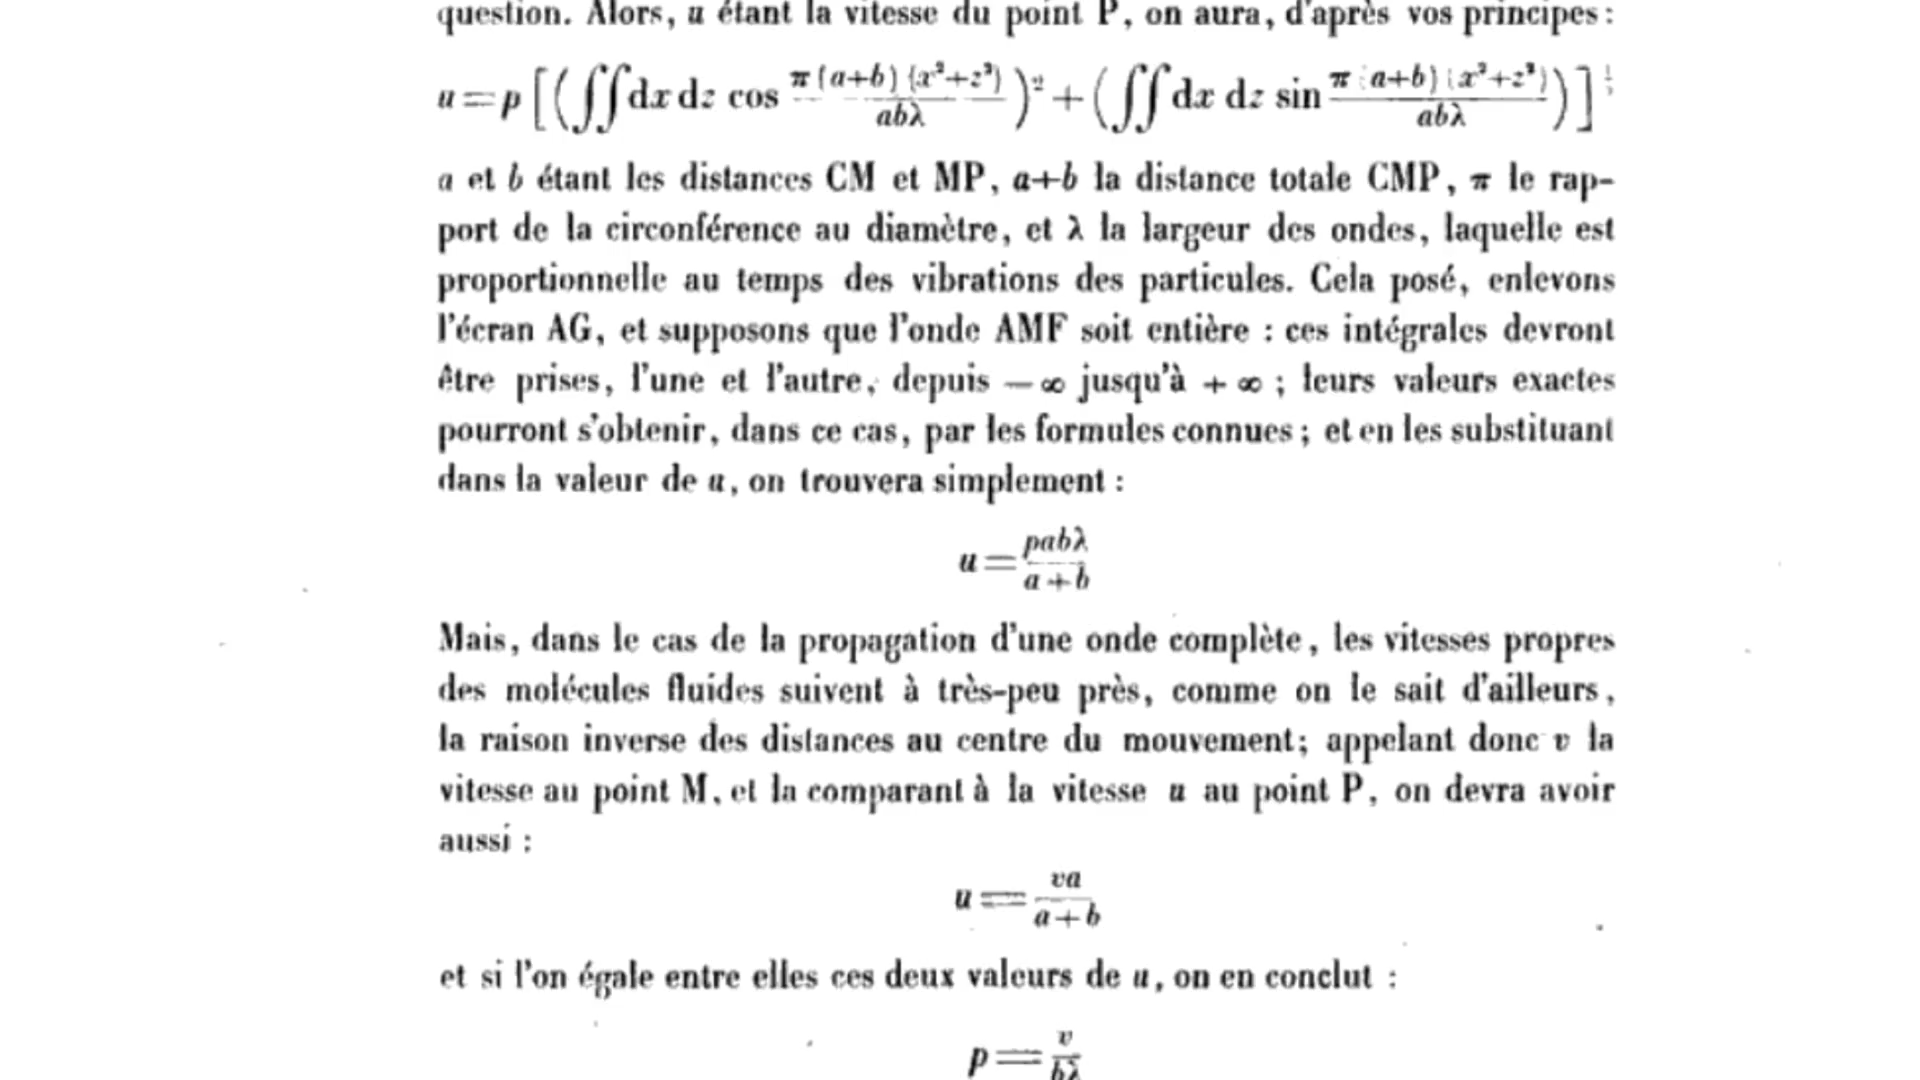 question. Alors, u étant la vitesse du point P, on aura, d'après vos principes :
u=p[(∬dx dz cos π(a+b)(x²+z²)/abλ)²+(∬dx dz sin π(a+b)(x²+z²)/abλ)]½
a et b étant les distances CM et MP, a+b la distance totale CMP, π le rap-
port de la circonférence au diamètre, et λ la largeur des ondes, laquelle est
proportionnelle au temps des vibrations des particules. Cela posé, enlevons
l'écran AG, et supposons que l'onde AMF soit entière : ces intégrales devront
être prises, l'une et l'autre, depuis — ∞ jusqu'à + ∞ ; leurs valeurs exactes
pourront s'obtenir, dans ce cas, par les formules connues ; et en les substituant
dans la valeur de u, on trouvera simplement :
u=pabλ/a+b
Mais, dans le cas de la propagation d'une onde complète, les vitesses propres
des molécules fluides suivent à très-peu près, comme on le sait d'ailleurs,
la raison inverse des distances au centre du mouvement; appelant donc v la
vitesse au point M, et la comparant à la vitesse u au point P, on devra avoir
aussi :
u=va/a+b
et si l'on égale entre elles ces deux valeurs de u, on en conclut :
p=v/bλ